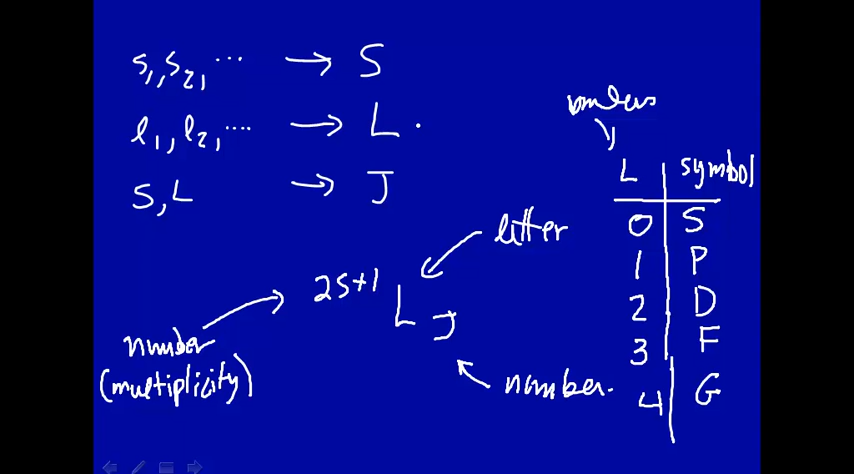 s₁, s₂, ... → S
l₁, l₂, .... → L .
S, L → J
numbers
L symbol
0 S
1 P
2 D
3 F
4 G
letter
2S+1 L J
number
(multiplicity)
number.